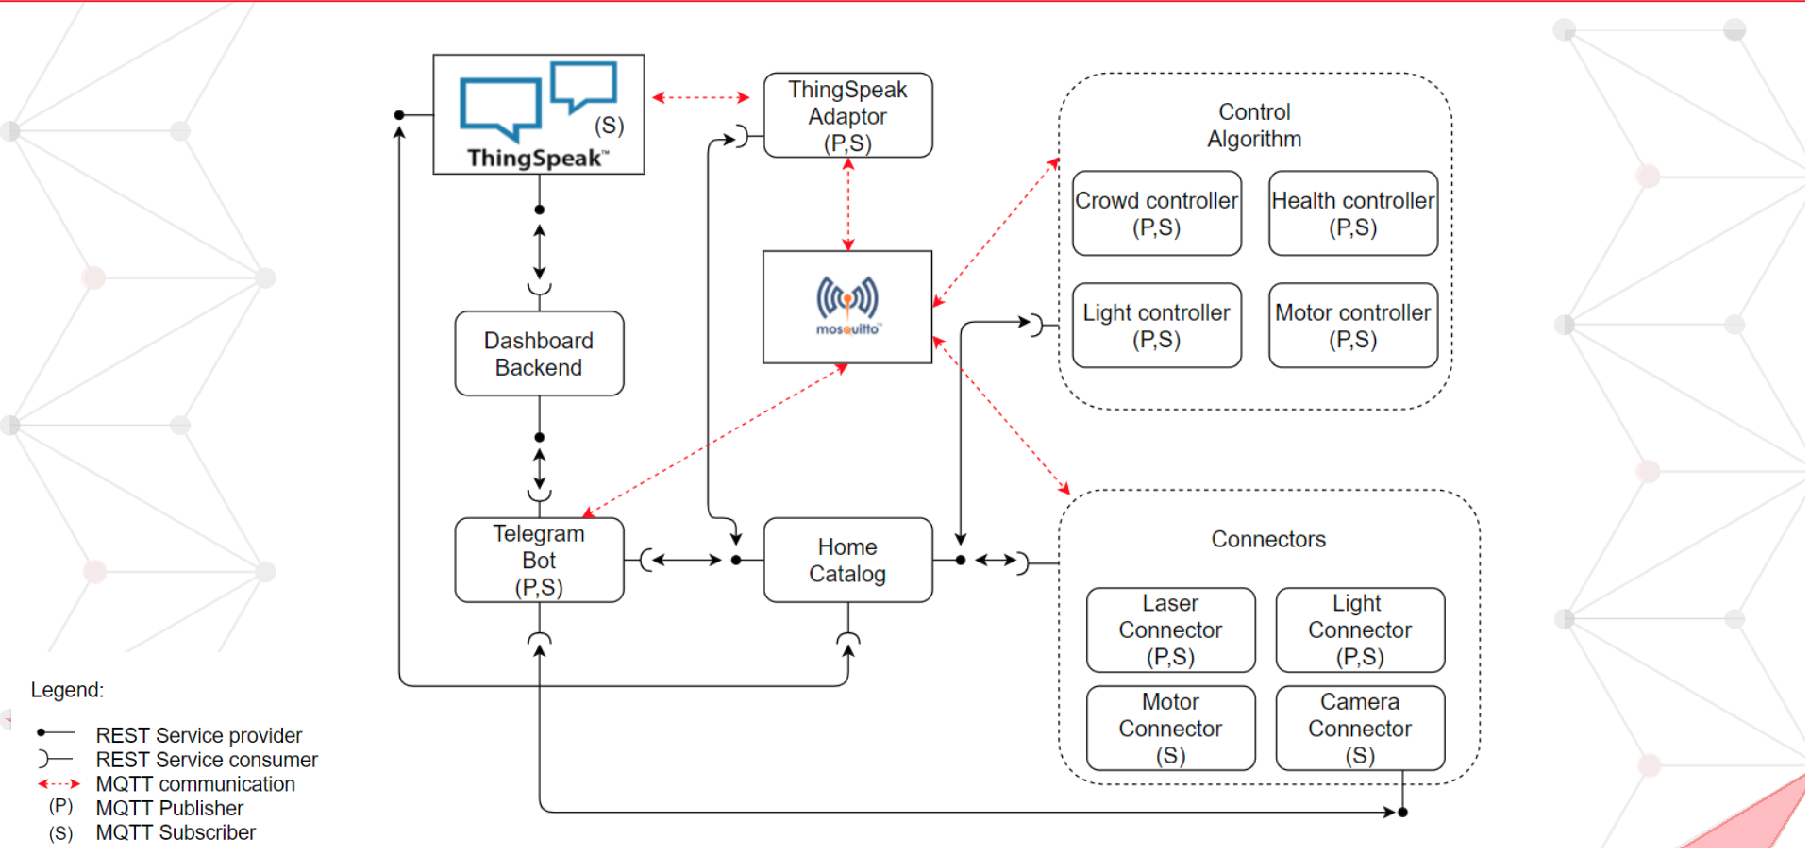 (S)
ThingSpeak™
ThingSpeak
Adaptor
(P,S)
Control
Algorithm
Crowd controller
(P,S)
Health controller
(P,S)
Light controller
(P,S)
Motor controller
(P,S)
mosquitto™
Dashboard
Backend
Telegram
Bot
(P,S)
Home
Catalog
Connectors
Laser
Connector
(P,S)
Light
Connector
(P,S)
Motor
Connector
(S)
Camera
Connector
(S)
Legend:
REST Service provider
REST Service consumer
MQTT communication
(P) MQTT Publisher
(S) MQTT Subscriber